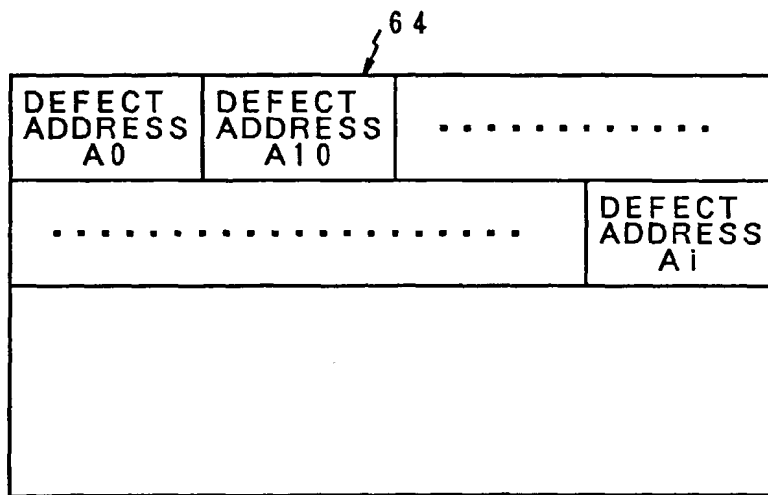 64
DEFECT ADDRESS A0
DEFECT ADDRESS A10
............
....................
DEFECT ADDRESS Ai